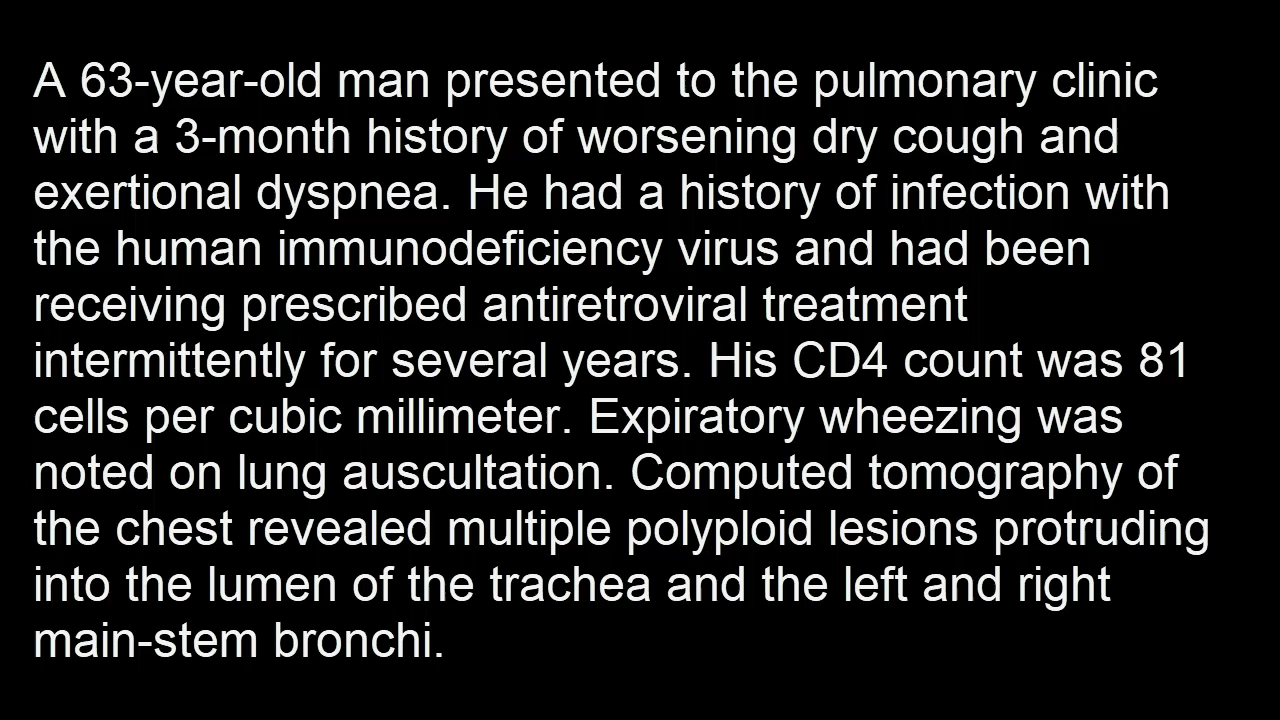 A 63-year-old man presented to the pulmonary clinic
with a 3-month history of worsening dry cough and
exertional dyspnea. He had a history of infection with
the human immunodeficiency virus and had been
receiving prescribed antiretroviral treatment
intermittently for several years. His CD4 count was 81
cells per cubic millimeter. Expiratory wheezing was
noted on lung auscultation. Computed tomography of
the chest revealed multiple polyploid lesions protruding
into the lumen of the trachea and the left and right
main-stem bronchi.